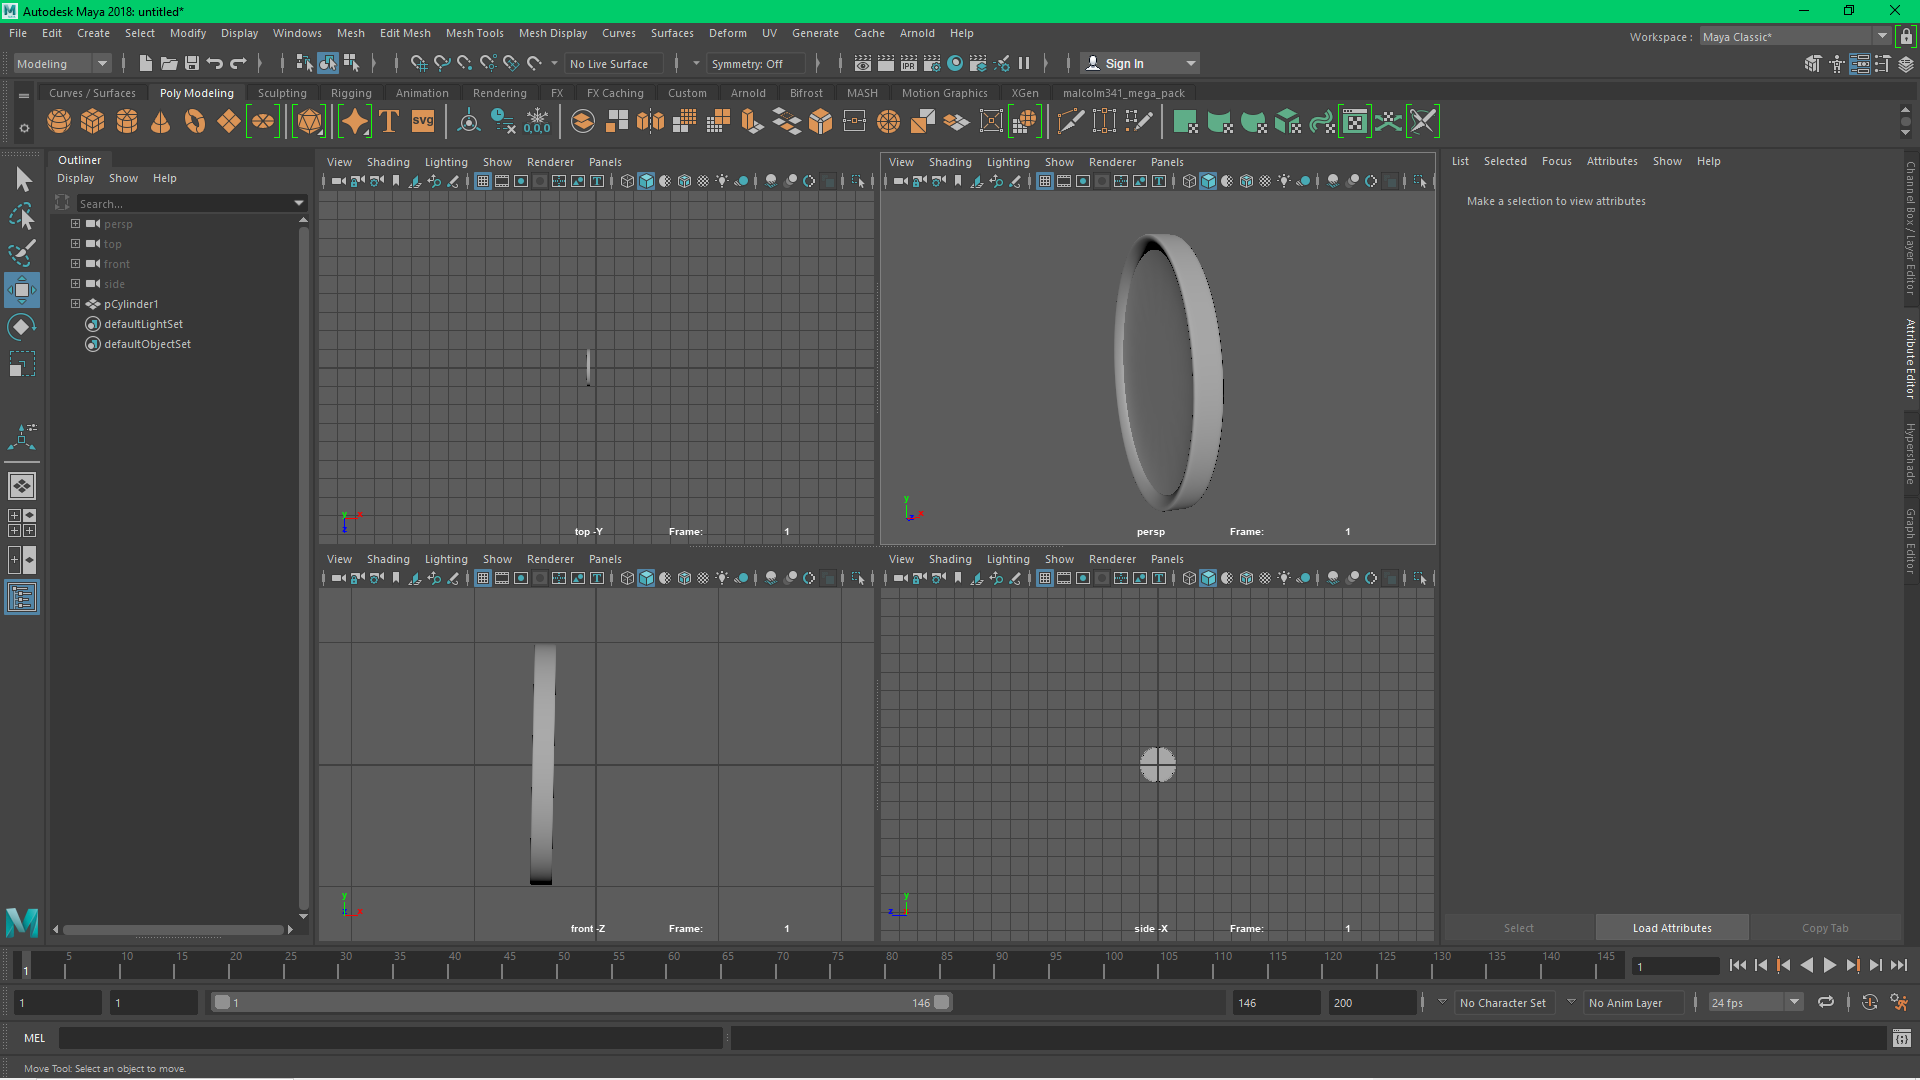 Autodesk Maya 2018: untitled*
File Edit Create Select Modify Display Windows Mesh Edit Mesh Mesh Tools Mesh Display Curves Surfaces Deform UV Generate Cache Arnold Help
Workspace : Maya Classic*
Modeling No Live Surface Symmetry: Off IPR Sign In
Curves / Surfaces Poly Modeling Sculpting Rigging Animation Rendering FX FX Caching Custom Arnold Bifrost MASH Motion Graphics XGen malcolm341_mega_pack
T svg 0,0,0
Outliner
Display Show Help
Search...
persp
top
front
side
pCylinder1
defaultLightSet
defaultObjectSet
View Shading Lighting Show Renderer Panels
y x z
top -Y Frame: 1
View Shading Lighting Show Renderer Panels
y z x
persp Frame: 1
View Shading Lighting Show Renderer Panels
y z x
front -Z Frame: 1
View Shading Lighting Show Renderer Panels
z y
side -X Frame: 1
List Selected Focus Attributes Show Help
Make a selection to view attributes
Select Load Attributes Copy Tab
Channel Box / Layer Editor
Attribute Editor
Hypershade
Graph Editor
1 5 10 15 20 25 30 35 40 45 50 55 60 65 70 75 80 85 90 95 100 105 110 115 120 125 130 135 140 145 1
1 1 1 146 146 200 No Character Set No Anim Layer 24 fps
MEL
Move Tool: Select an object to move.